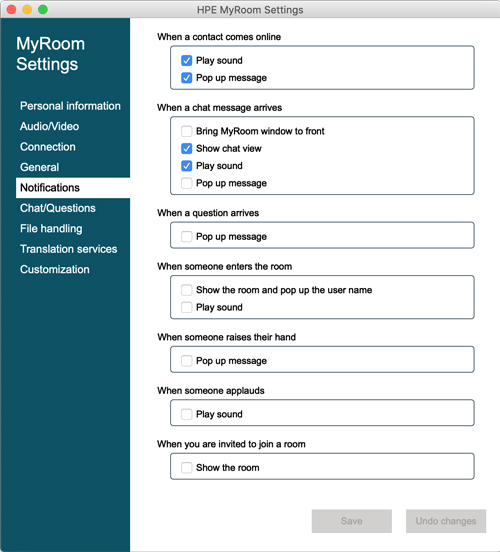 HPE MyRoom Settings
MyRoom
Settings
Personal information
Audio/Video
Connection
General
Notifications
Chat/Questions
File handling
Translation services
Customization
When a contact comes online
Play sound
Pop up message
When a chat message arrives
Bring MyRoom window to front
Show chat view
Play sound
Pop up message
When a question arrives
Pop up message
When someone enters the room
Show the room and pop up the user name
Play sound
When someone raises their hand
Pop up message
When someone applauds
Play sound
When you are invited to join a room
Show the room
Save
Undo changes